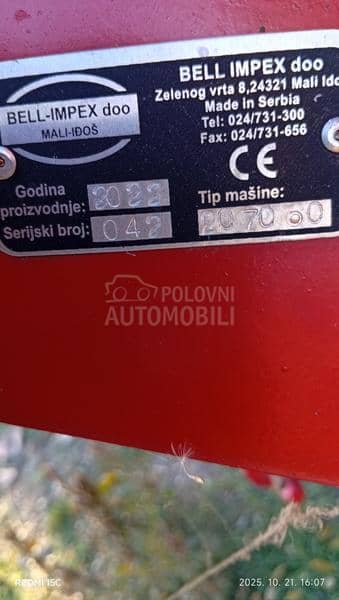 BELL-IMPEX doo
MALI-IĐOŠ
BELL IMPEX doo
Zelenog vrta 8,24321 Mali Iđo
Made in Serbia
Tel: 024/731-300
Fax: 024/731-656
CE
Godina
proizvodnje: 2022
Serijski broj: 042
Tip mašine:
207060
POLOVNI
AUTOMOBILI
REDMI 15C
2025. 10. 21. 16:07